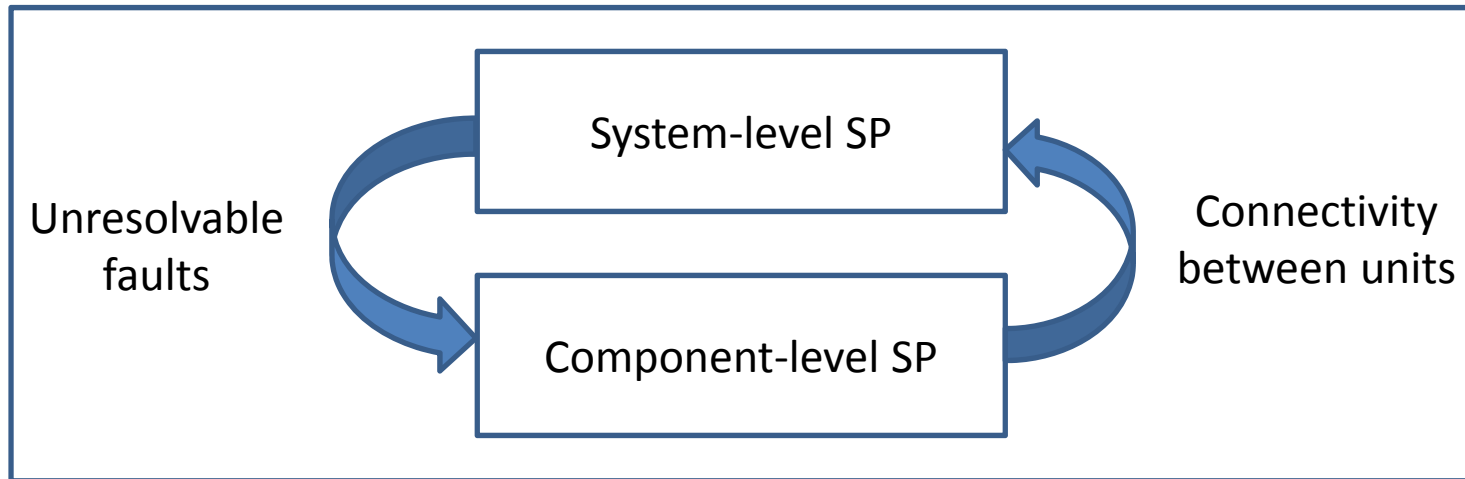 System-level SP
Unresolvable
faults
Connectivity
between units
Component-level SP